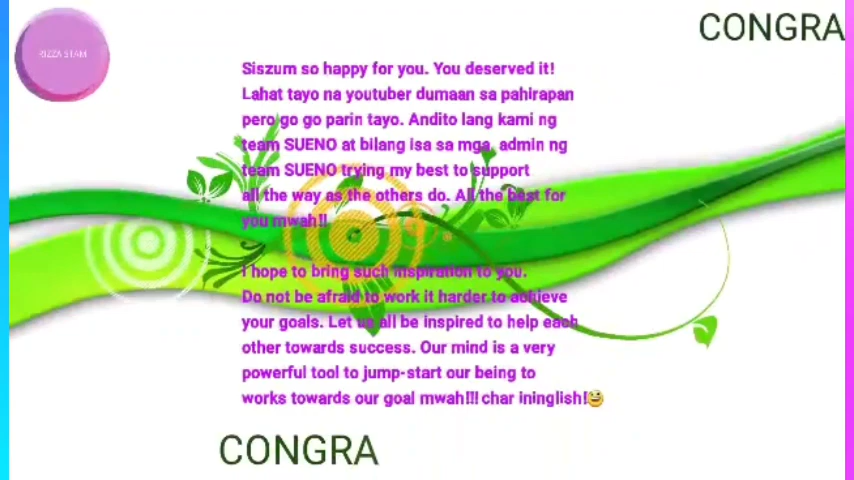 CONGRA
RIZZA STAM
Siszum so happy for you. You deserved it!
Lahat tayo na youtuber dumaan sa pahirapan
pero go go parin tayo. Andito lang kami ng
team SUENO at bilang isa sa mga, admin ng
team SUENO trying my best to support
all the way as the others do. All the best for
you mwah!!
I hope to bring such inspiration to you.
Do not be afraid to work it harder to achieve
your goals. Let us all be inspired to help each
other towards success. Our mind is a very
powerful tool to jump-start our being to
works towards our goal mwah!!! char ininglish!😅
CONGRA